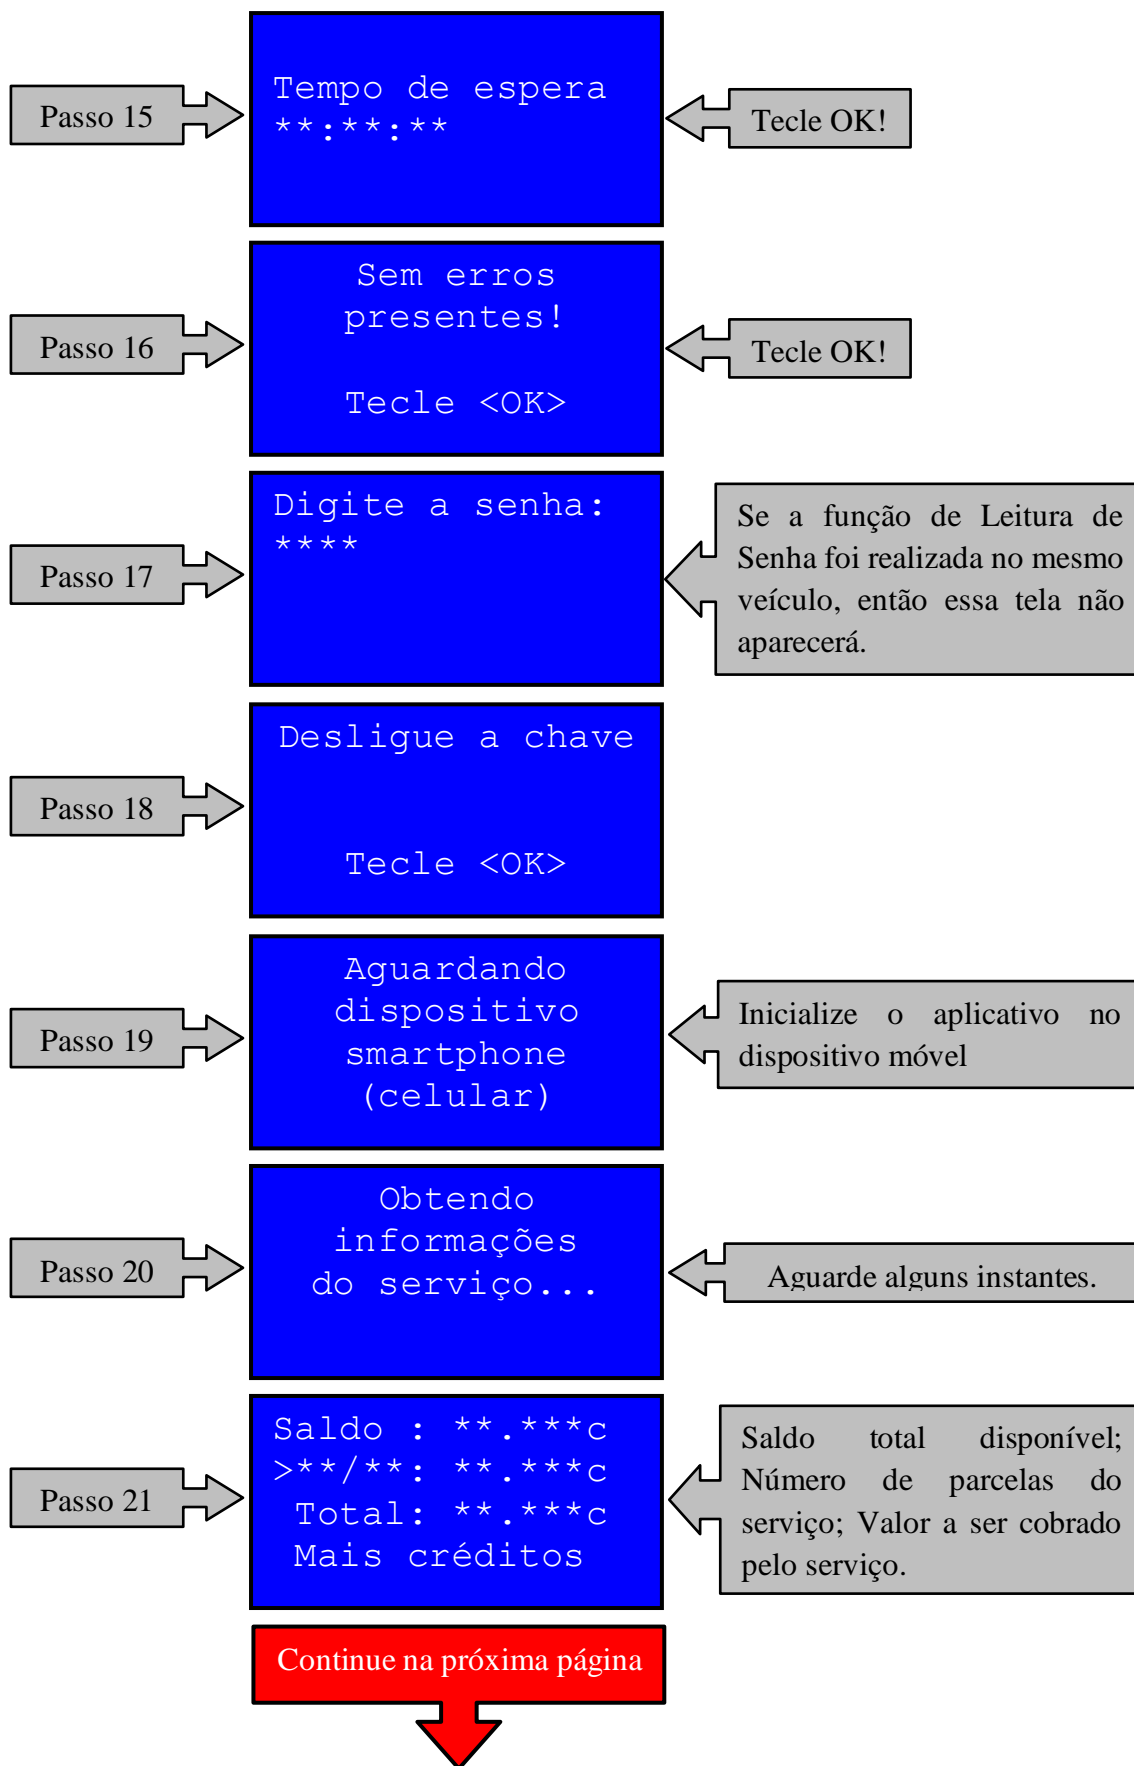 Passo 15
Tempo de espera
**:**:**
Tecle OK!
Passo 16
Sem erros
presentes!
Tecle <OK>
Tecle OK!
Passo 17
Digite a senha:
****
Se a função de Leitura de
Senha foi realizada no mesmo
veículo, então essa tela não
aparecerá.
Passo 18
Desligue a chave
Tecle <OK>
Passo 19
Aguardando
dispositivo
smartphone
(celular)
Inicialize o aplicativo no
dispositivo móvel
Passo 20
Obtendo
informações
do serviço...
Aguarde alguns instantes.
Passo 21
Saldo : **.***c
>**/**: **.***c
Total: **.***c
Mais créditos
Saldo total disponível;
Número de parcelas do
serviço; Valor a ser cobrado
pelo serviço.
Continue na próxima página